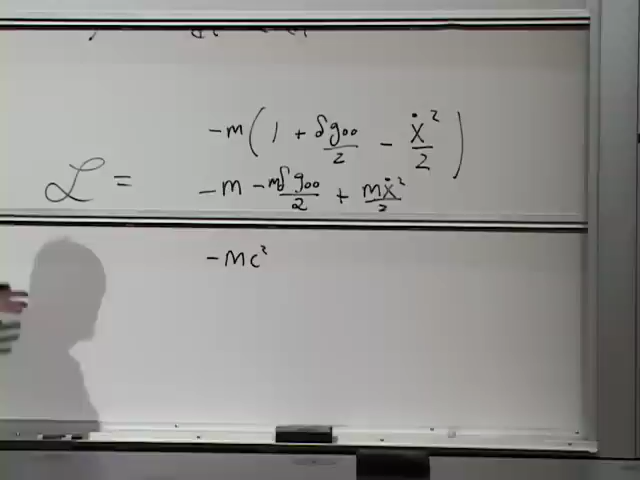 -m(1 + δg₀₀/2 - ẋ²/2)
ℒ = -m - mδg₀₀/2 + mẋ²/2
-mc²